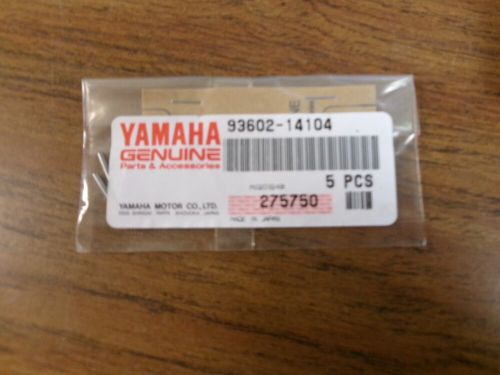 YAMAHA
GENUINE
Parts & Accessories
93602-14104
5 PCS
YAMAHA MOTOR CO., LTD.
275750
MADE IN JAPAN